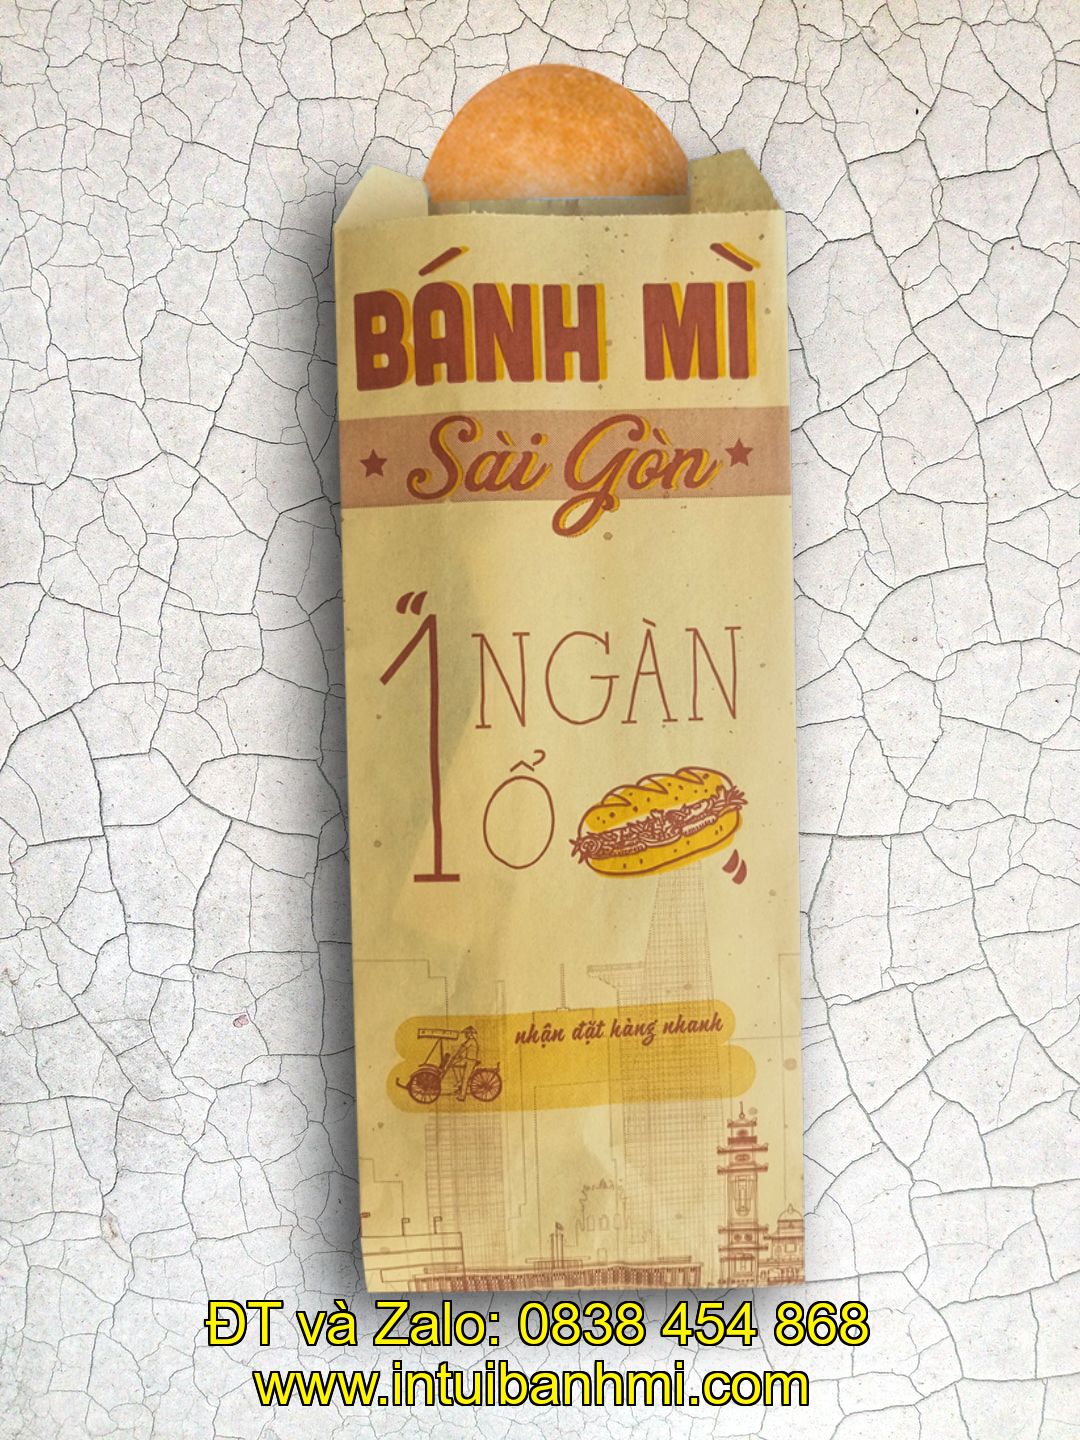 BÁNH MÌ
Sài Gòn
"1 NGÀN
Ổ "
nhận đặt hàng nhanh
ĐT và Zalo: 0838 454 868
www.intuibanhmi.com